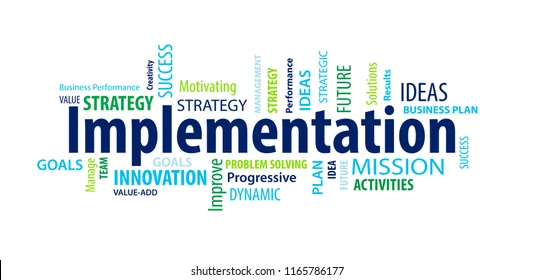 Business Performance
Creativity
SUCCESS
Motivating
MANAGEMENT
STRATEGY
Performance
IDEAS
STRATEGIC
FUTURE
Solutions
Results
IDEAS
VALUE
STRATEGY
STRATEGY
BUSINESS PLAN
Implementation
GOALS
Manage
TEAM
GOALS
INNOVATION
VALUE-ADD
Improve
PROBLEM SOLVING
Progressive
DYNAMIC
PLAN
IDEA
FUTURE
MISSION
ACTIVITIES
SUCCESS
shutterstock.com · 1165786177